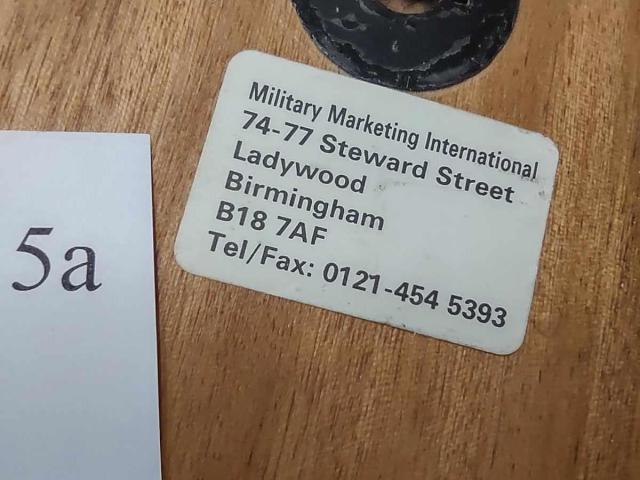 Military Marketing International
74-77 Steward Street
Ladywood
Birmingham
B18 7AF
Tel/Fax: 0121-454 5393
5a